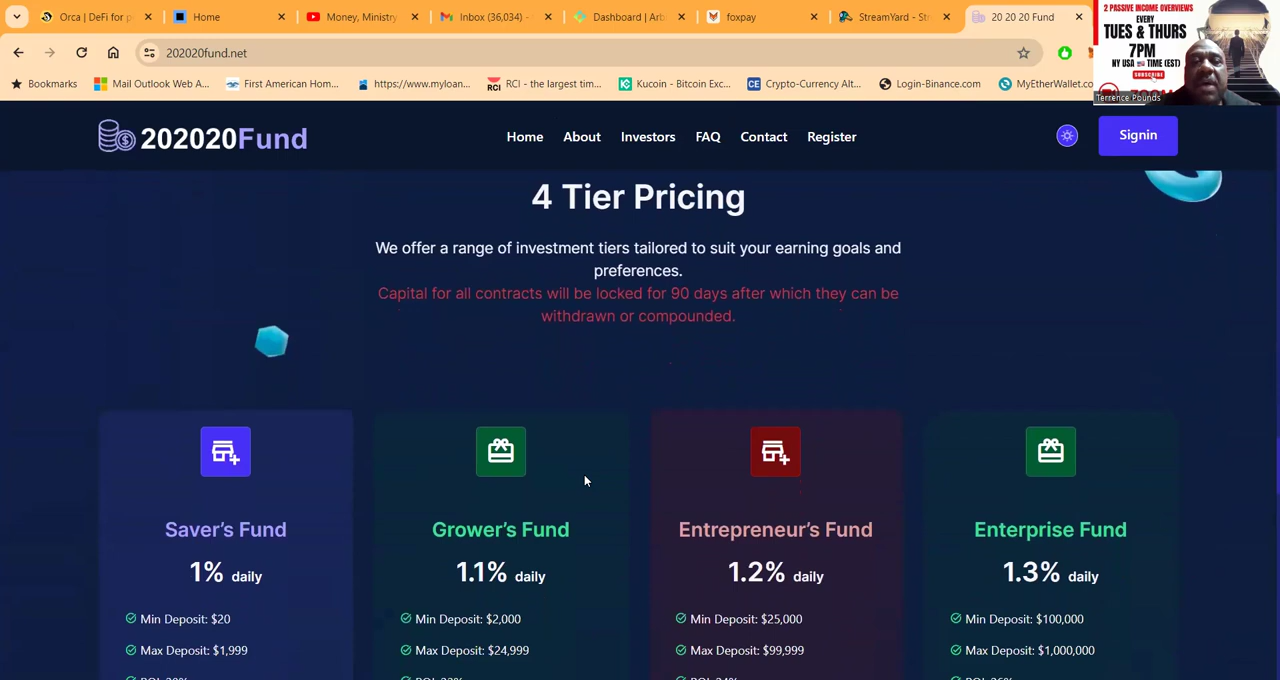 Orca | DeFi for p
Home
Money, Ministry
Inbox (36,034) -
Dashboard | Arb
foxpay
StreamYard - Str
20 20 20 Fund
202020fund.net
Bookmarks
Mail Outlook Web A...
First American Hom...
https://www.myloan...
RCI - the largest tim...
Kucoin - Bitcoin Exc...
Crypto-Currency Alt...
Login-Binance.com
MyEtherWallet.co
2 PASSIVE INCOME OVERVIEWS
EVERY
TUES & THURS
7PM
NY USA TIME (EST)
SUBSCRIBE
Terrence Pounds
202020Fund
Home
About
Investors
FAQ
Contact
Register
Signin
4 Tier Pricing
We offer a range of investment tiers tailored to suit your earning goals and
preferences.
Capital for all contracts will be locked for 90 days after which they can be
withdrawn or compounded.
Saver's Fund
1% daily
Min Deposit: $20
Max Deposit: $1,999
Grower's Fund
1.1% daily
Min Deposit: $2,000
Max Deposit: $24,999
Entrepreneur's Fund
1.2% daily
Min Deposit: $25,000
Max Deposit: $99,999
Enterprise Fund
1.3% daily
Min Deposit: $100,000
Max Deposit: $1,000,000